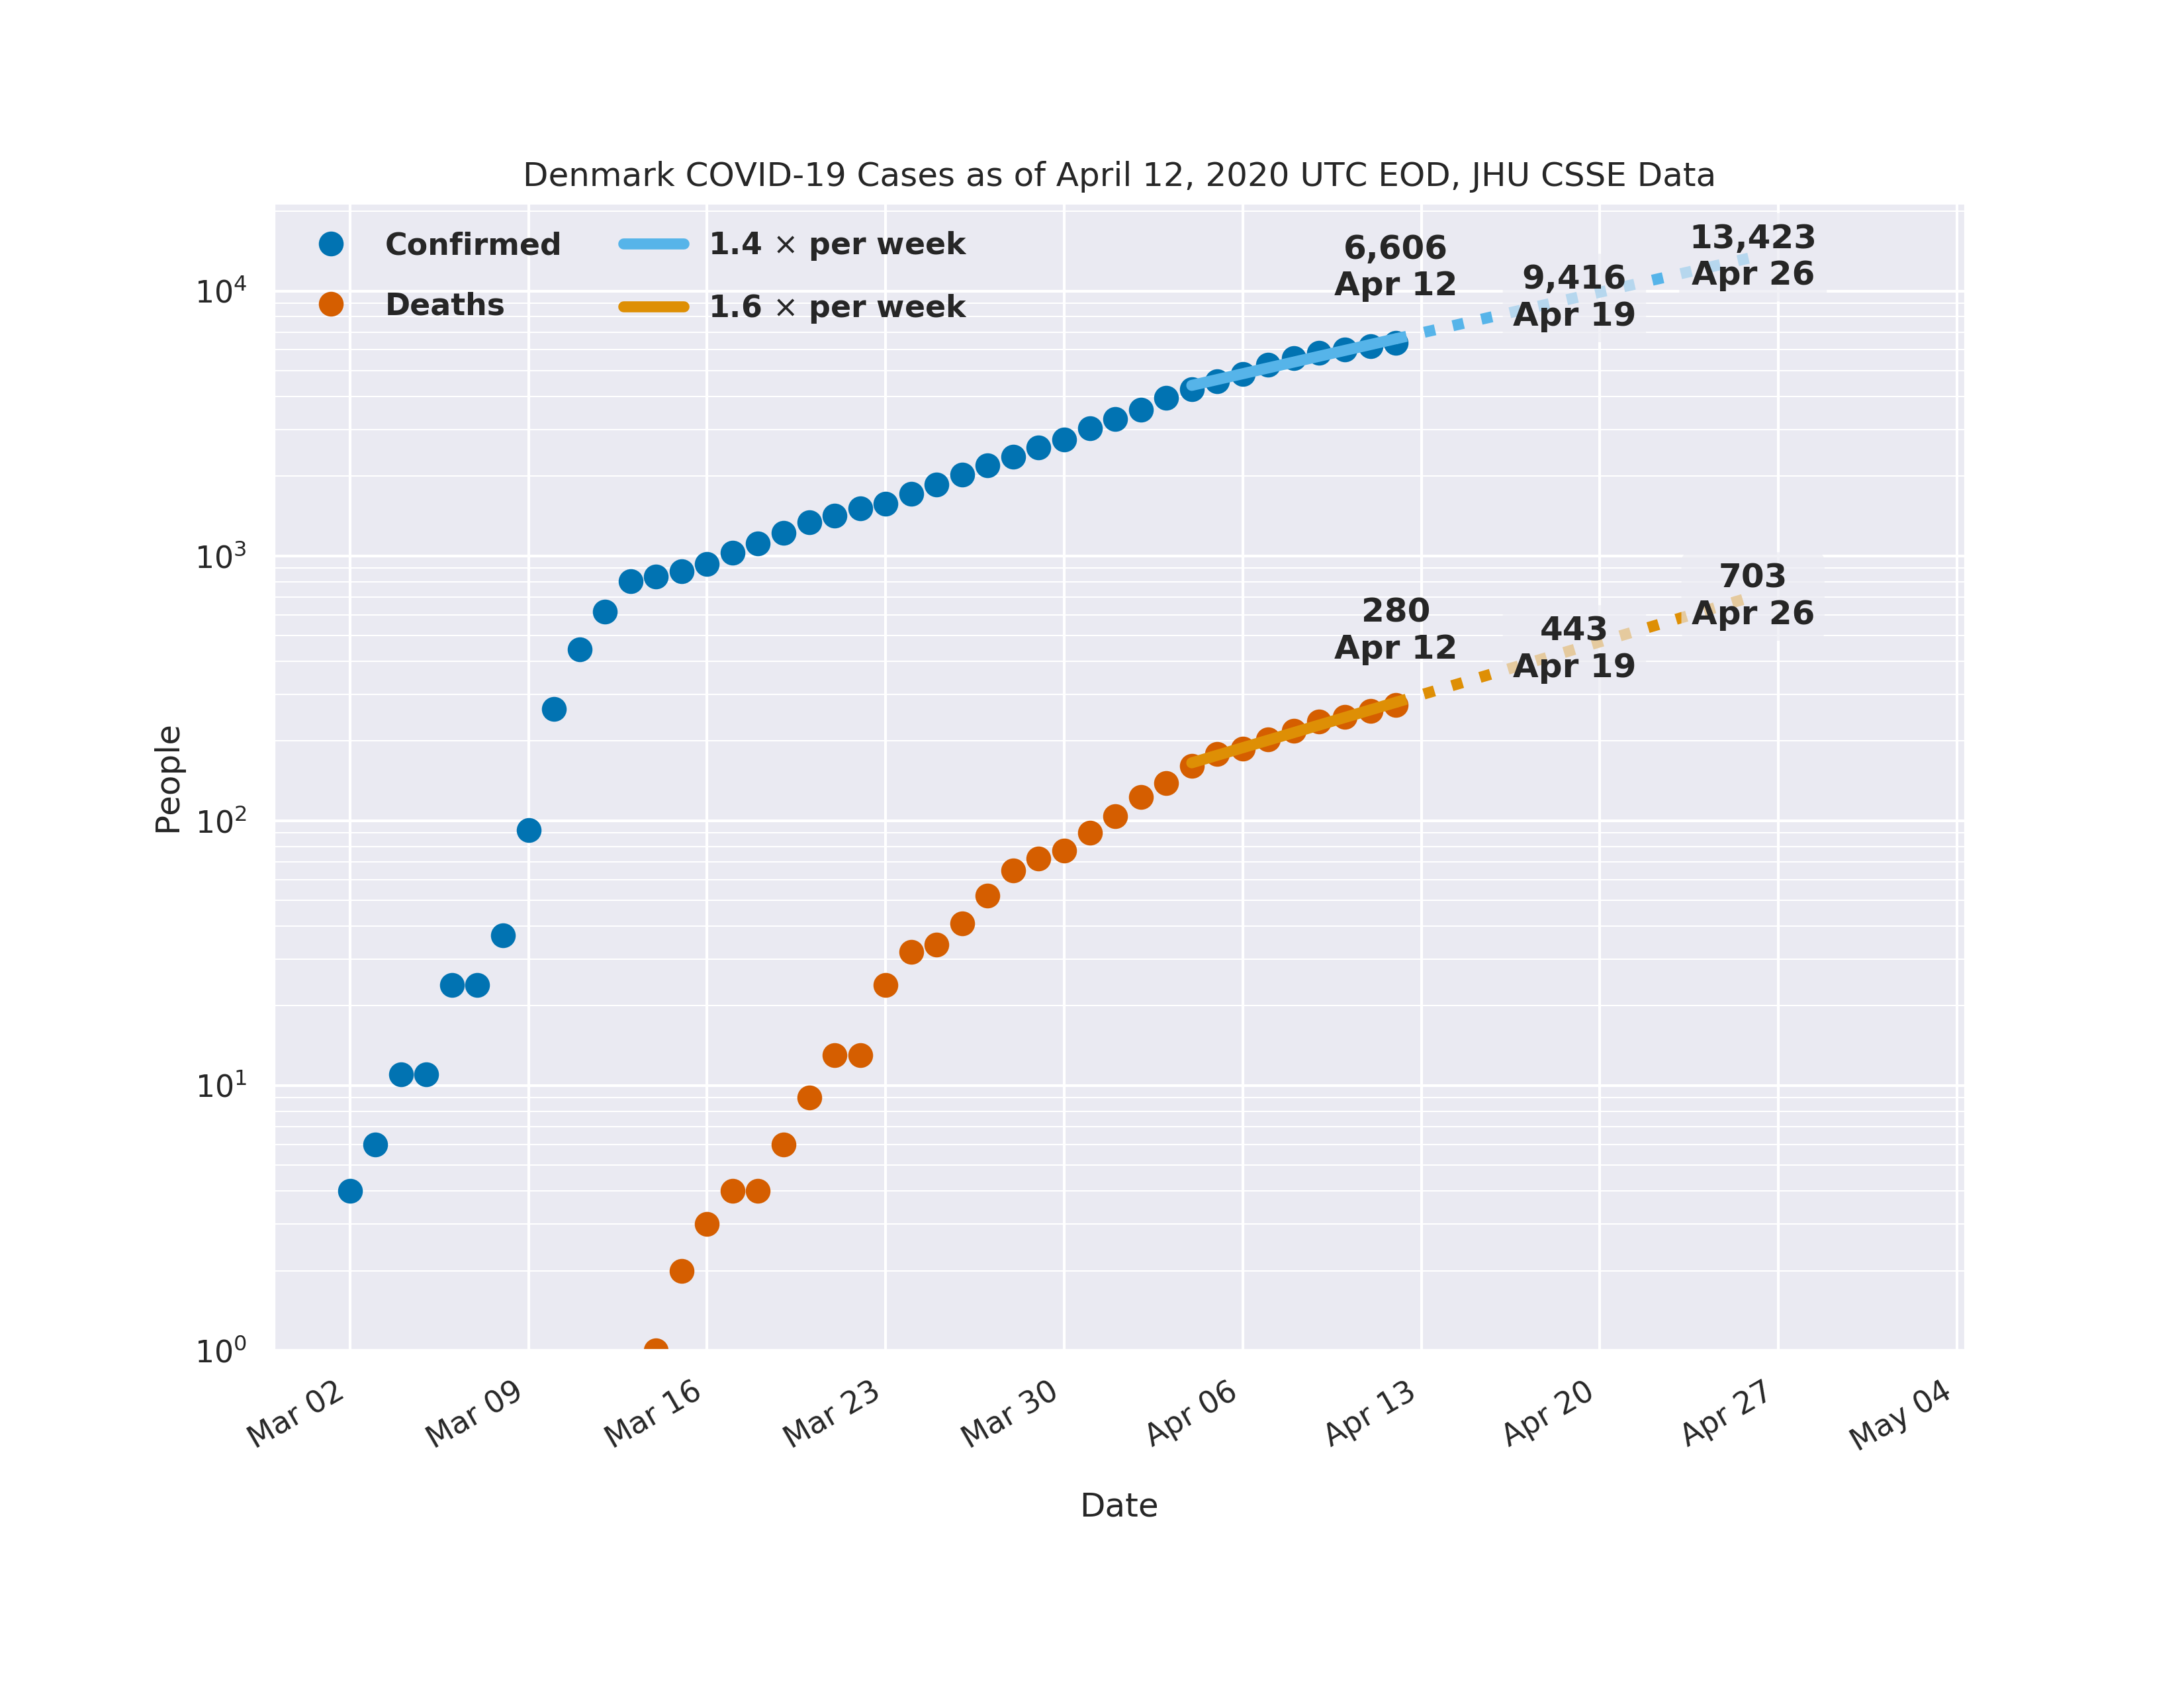 Denmark COVID-19 Cases as of April 12, 2020 UTC EOD, JHU CSSE Data
Confirmed
Deaths
1.4 × per week
1.6 × per week
6,606
Apr 12
9,416
Apr 19
13,423
Apr 26
280
Apr 12
443
Apr 19
703
Apr 26
People
10⁴
10³
10²
10¹
10⁰
Mar 02
Mar 09
Mar 16
Mar 23
Mar 30
Apr 06
Apr 13
Apr 20
Apr 27
May 04
Date